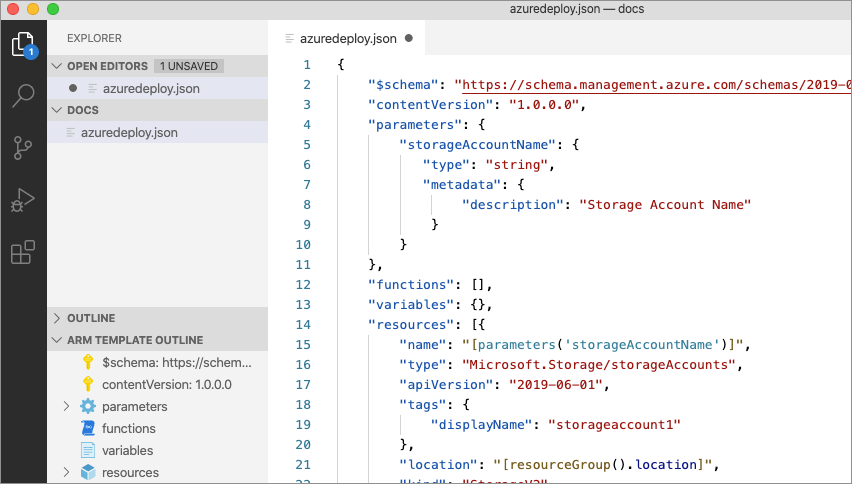 azuredeploy.json — docs
1
EXPLORER
OPEN EDITORS 1 UNSAVED
azuredeploy.json
DOCS
azuredeploy.json
OUTLINE
ARM TEMPLATE OUTLINE
$schema: https://schem...
contentVersion: 1.0.0.0
parameters
functions
variables
resources
azuredeploy.json
1 {
2 "$schema": "https://schema.management.azure.com/schemas/2019-0
3 "contentVersion": "1.0.0.0",
4 "parameters": {
5 "storageAccountName": {
6 "type": "string",
7 "metadata": {
8 "description": "Storage Account Name"
9 }
10 }
11 },
12 "functions": [],
13 "variables": {},
14 "resources": [{
15 "name": "[parameters('storageAccountName')]",
16 "type": "Microsoft.Storage/storageAccounts",
17 "apiVersion": "2019-06-01",
18 "tags": {
19 "displayName": "storageaccount1"
20 },
21 "location": "[resourceGroup().location]",
22 "kind": "StorageV2"